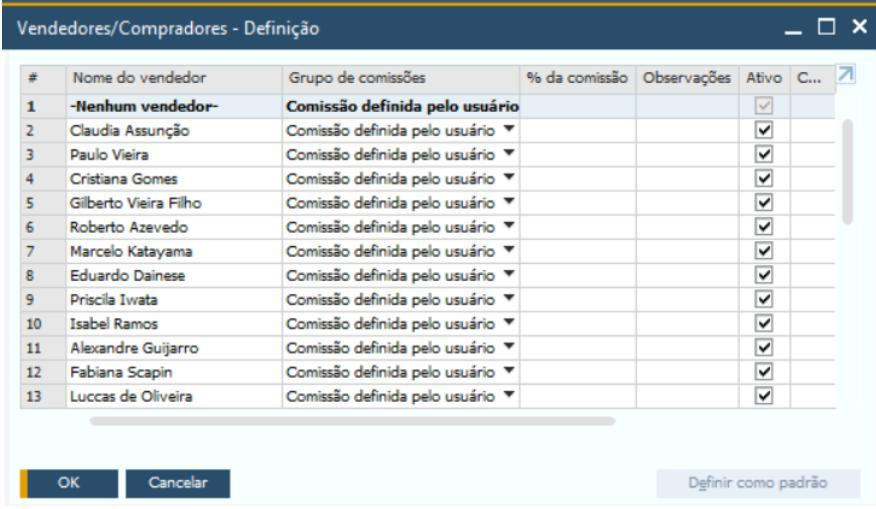 Vendedores/Compradores - Definição
# Nome do vendedor Grupo de comissões % da comissão Observações Ativo C...
1 -Nenhum vendedor- Comissão definida pelo usuário
2 Claudia Assunção Comissão definida pelo usuário
3 Paulo Vieira Comissão definida pelo usuário
4 Cristiana Gomes Comissão definida pelo usuário
5 Gilberto Vieira Filho Comissão definida pelo usuário
6 Roberto Azevedo Comissão definida pelo usuário
7 Marcelo Katayama Comissão definida pelo usuário
8 Eduardo Dainese Comissão definida pelo usuário
9 Priscila Iwata Comissão definida pelo usuário
10 Isabel Ramos Comissão definida pelo usuário
11 Alexandre Guijarro Comissão definida pelo usuário
12 Fabiana Scapin Comissão definida pelo usuário
13 Luccas de Oliveira Comissão definida pelo usuário
OK Cancelar Definir como padrão